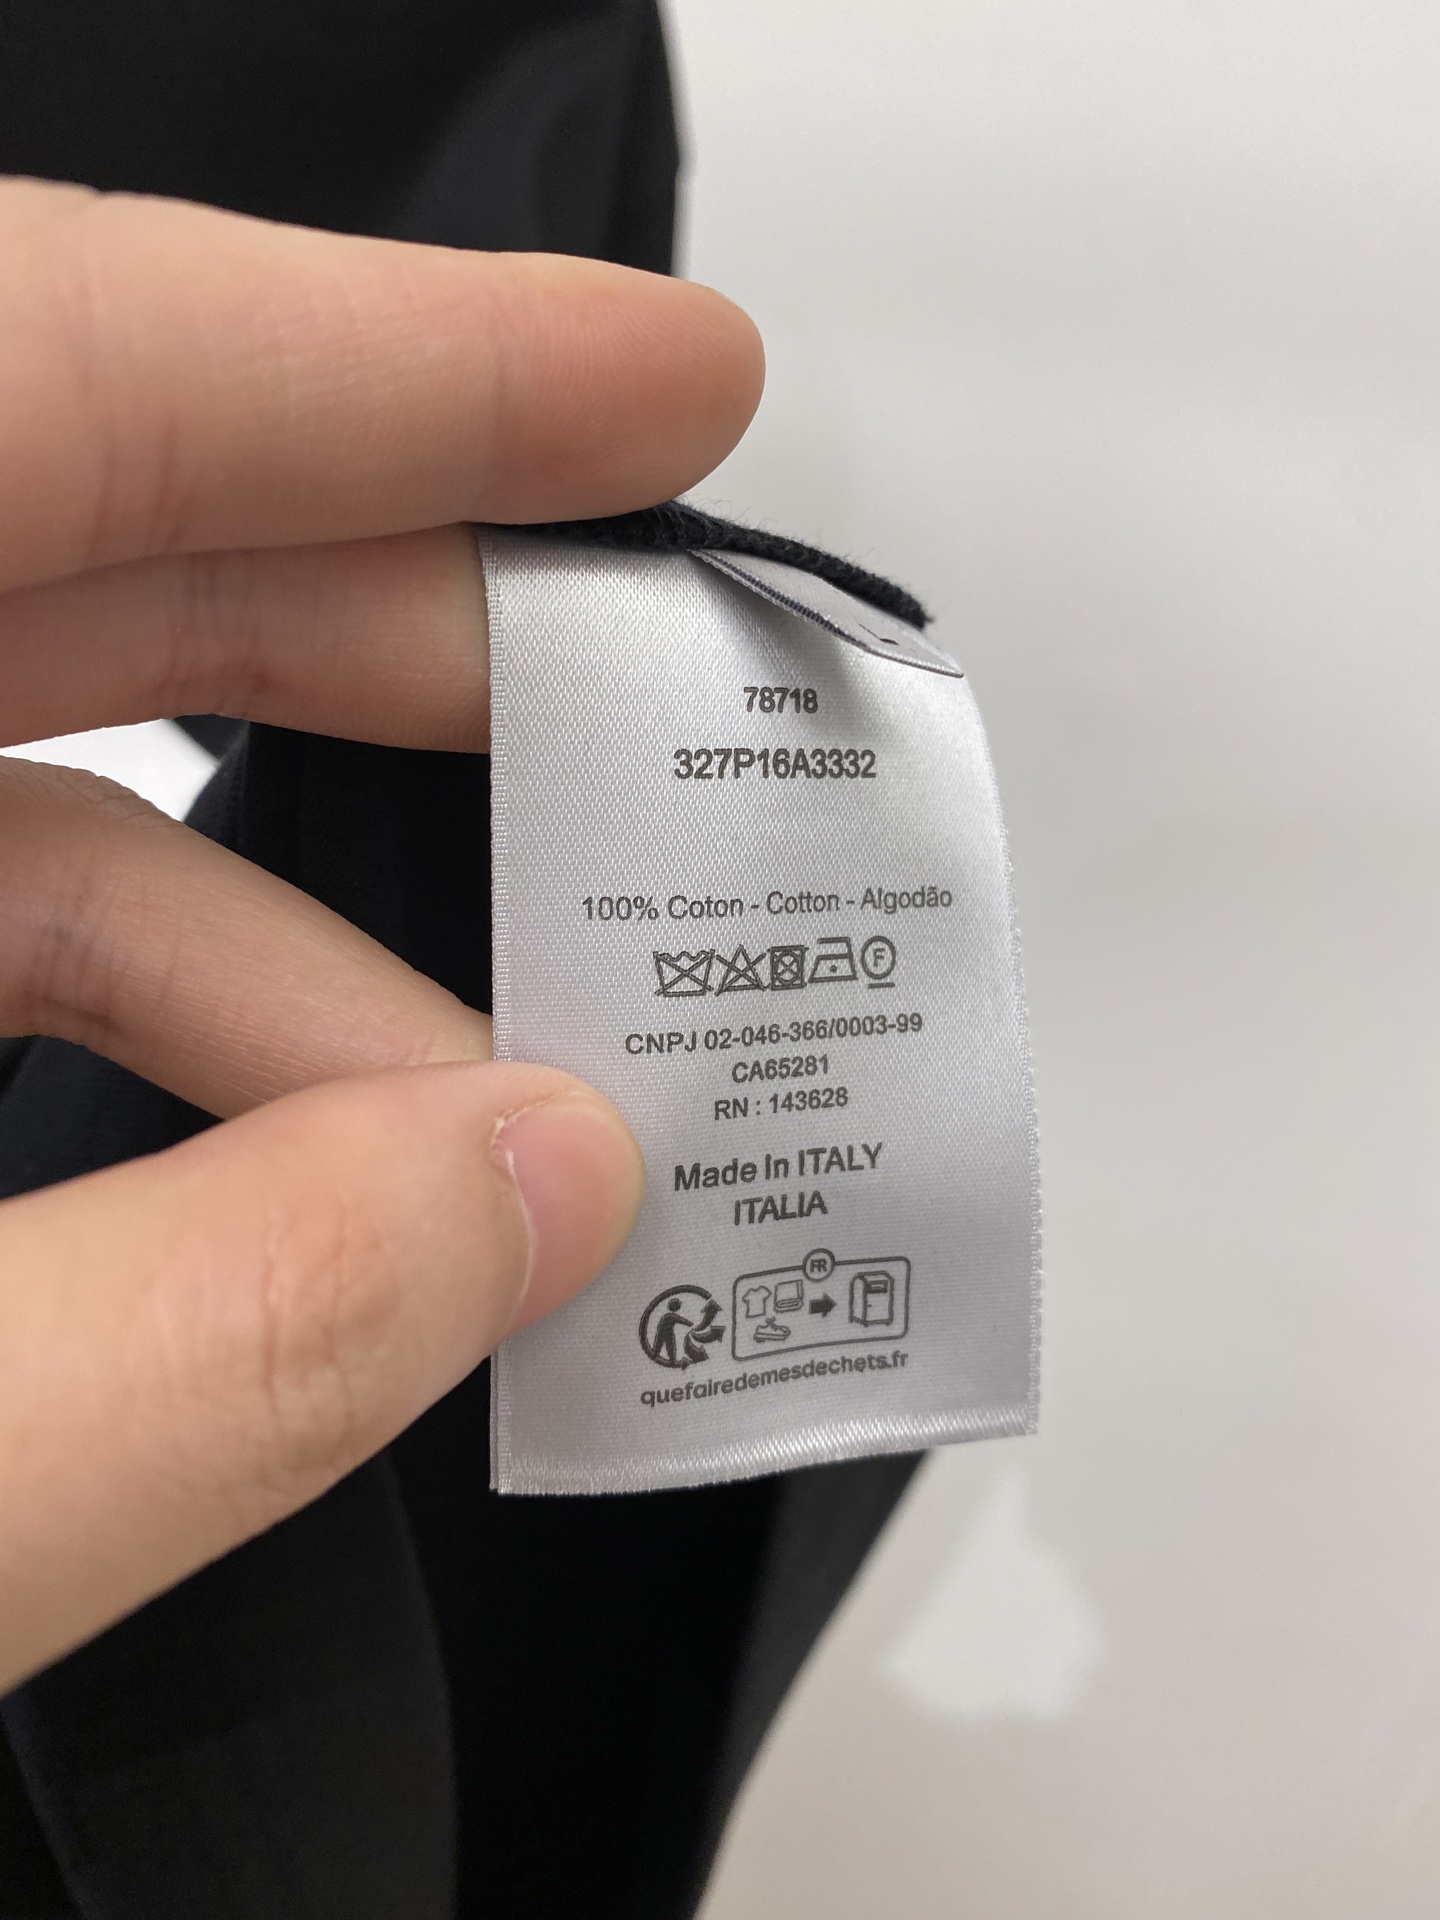 78718
327P16A3332
100% Coton - Cotton - Algodão
F
CNPJ 02-046-366/0003-99
CA65281
RN : 143628
Made In ITALY
ITALIA
FR
quefairedemesdechets.fr